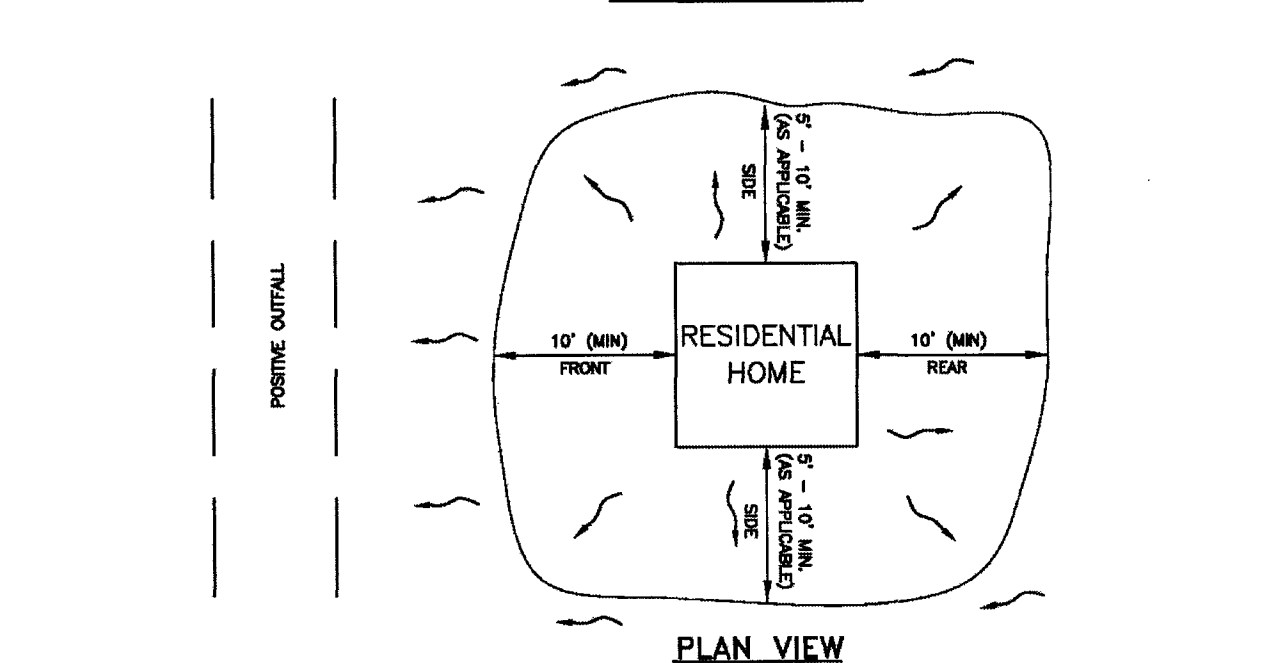 5' - 10' MIN.
(AS APPLICABLE)
SIDE
POSITIVE OUTFALL
10' (MIN)
FRONT
RESIDENTIAL
HOME
10' (MIN)
REAR
5' - 10' MIN.
(AS APPLICABLE)
SIDE
PLAN VIEW